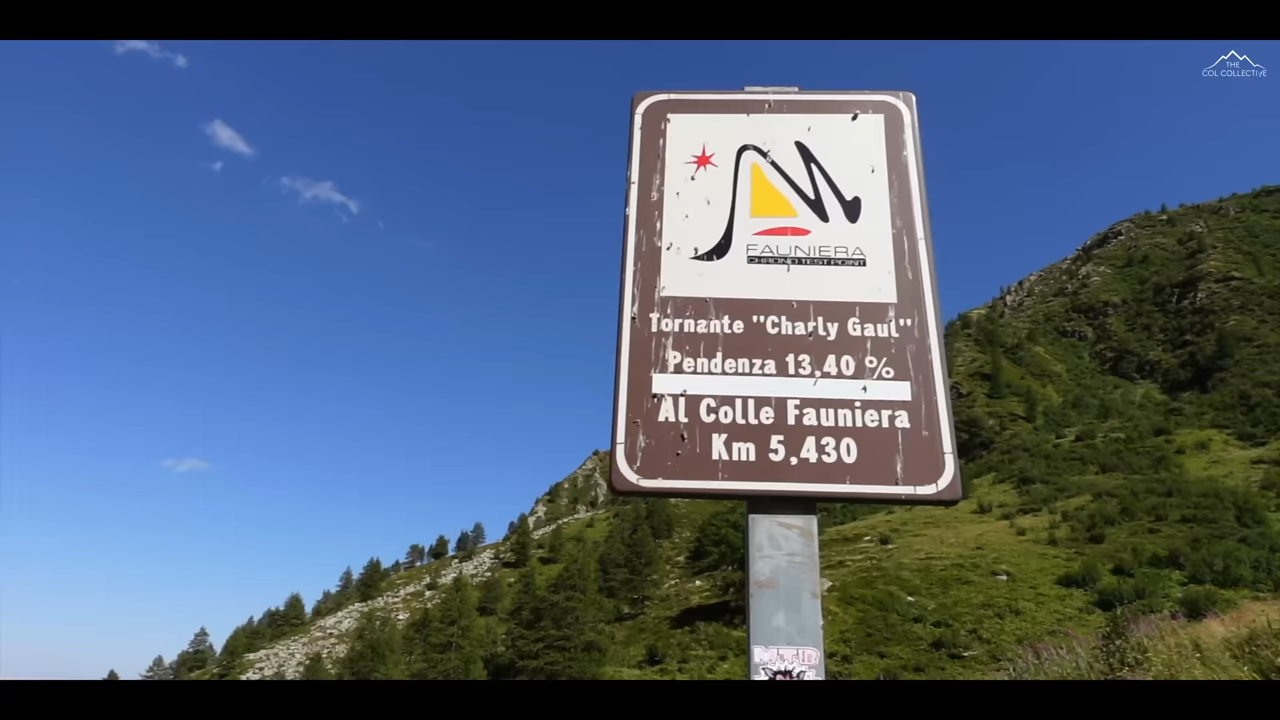 THE
COL COLLECTIVE
FAUNIERA
CHRONO TEST POINT
Tornante "Charly Gaul"
Pendenza 13,40 %
Al Colle Fauniera
Km 5,430
MTB